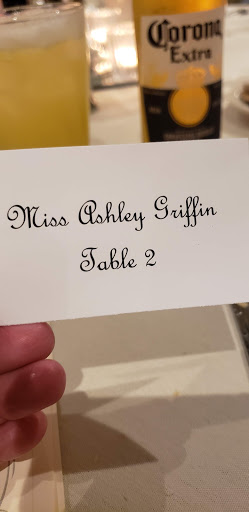 Corona
Extra
Miss Ashley Griffin
Table 2